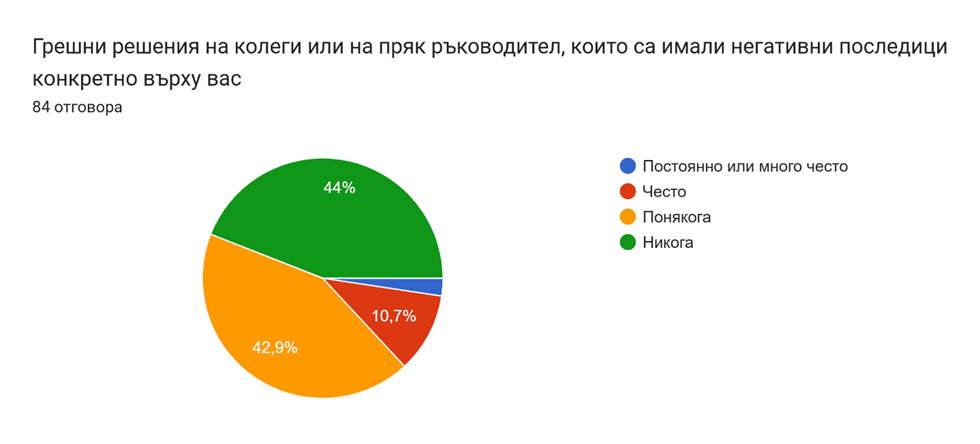 Грешни решения на колеги или на пряк ръководител, които са имали негативни последици
конкретно върху вас
84 отговора
44%
10,7%
42,9%
Постоянно или много често
Често
Понякога
Никога